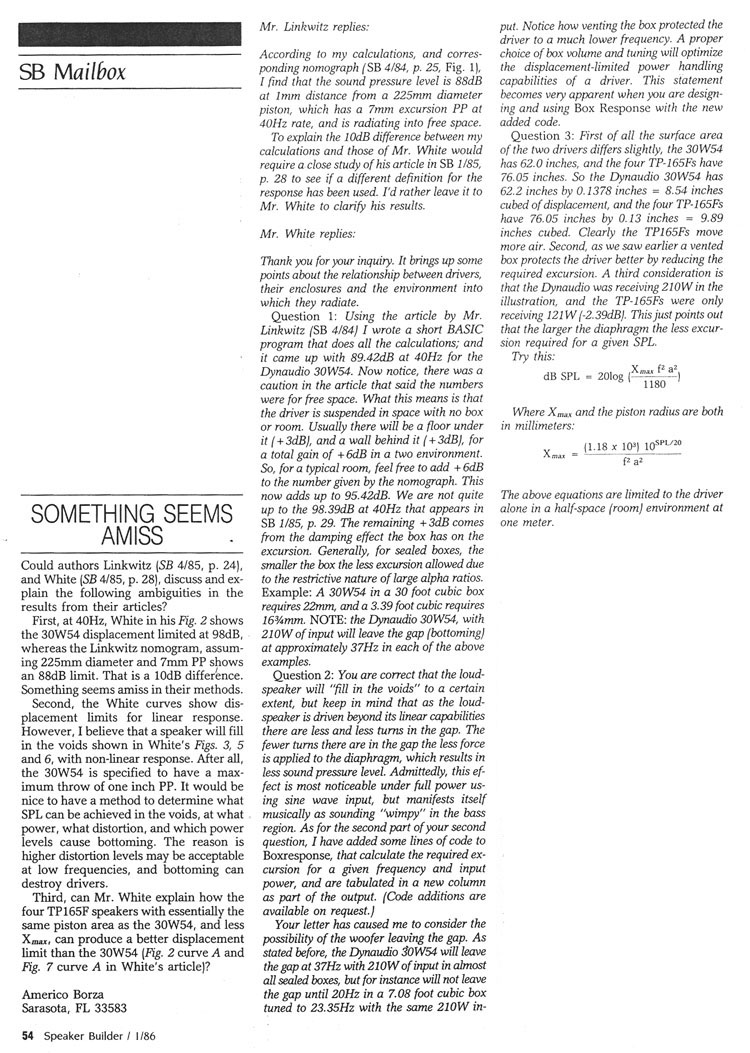 SB Mailbox
SOMETHING SEEMS
AMISS
Could authors Linkwitz (SB 4/85, p. 24),
and White (SB 4/85, p. 28), discuss and ex-
plain the following ambiguities in the
results from their articles?
First, at 40Hz, White in his Fig. 2 shows
the 30W54 displacement limited at 98dB,
whereas the Linkwitz nomogram, assum-
ing 225mm diameter and 7mm PP shows
an 88dB limit. That is a 10dB difference.
Something seems amiss in their methods.
Second, the White curves show dis-
placement limits for linear response.
However, I believe that a speaker will fill
in the voids shown in White's Figs. 3, 5
and 6, with non-linear response. After all,
the 30W54 is specified to have a max-
imum throw of one inch PP. It would be
nice to have a method to determine what
SPL can be achieved in the voids, at what
power, what distortion, and which power
levels cause bottoming. The reason is
higher distortion levels may be acceptable
at low frequencies, and bottoming can
destroy drivers.
Third, can Mr. White explain how the
four TP165F speakers with essentially the
same piston area as the 30W54, and less
Xmax, can produce a better displacement
limit than the 30W54 (Fig. 2 curve A and
Fig. 7 curve A in White's article)?
Americo Borza
Sarasota, FL 33583
54 Speaker Builder / 1/86
Mr. Linkwitz replies:
According to my calculations, and corres-
ponding nomograph (SB 4/84, p. 25, Fig. 1),
I find that the sound pressure level is 88dB
at 1mm distance from a 225mm diameter
piston, which has a 7mm excursion PP at
40Hz rate, and is radiating into free space.
To explain the 10dB difference between my
calculations and those of Mr. White would
require a close study of his article in SB 1/85,
p. 28 to see if a different definition for the
response has been used. I'd rather leave it to
Mr. White to clarify his results.
Mr. White replies:
Thank you for your inquiry. It brings up some
points about the relationship between drivers,
their enclosures and the environment into
which they radiate.
Question 1: Using the article by Mr.
Linkwitz (SB 4/84) I wrote a short BASIC
program that does all the calculations; and
it came up with 89.42dB at 40Hz for the
Dynaudio 30W54. Now notice, there was a
caution in the article that said the numbers
were for free space. What this means is that
the driver is suspended in space with no box
or room. Usually there will be a floor under
it (+3dB), and a wall behind it (+3dB), for
a total gain of +6dB in a two environment.
So, for a typical room, feel free to add +6dB
to the number given by the nomograph. This
now adds up to 95.42dB. We are not quite
up to the 98.39dB at 40Hz that appears in
SB 1/85, p. 29. The remaining +3dB comes
from the damping effect the box has on the
excursion. Generally, for sealed boxes, the
smaller the box the less excursion allowed due
to the restrictive nature of large alpha ratios.
Example: A 30W54 in a 30 foot cubic box
requires 22mm, and a 3.39 foot cubic requires
16¾mm. NOTE: the Dynaudio 30W54, with
210W of input will leave the gap (bottoming)
at approximately 37Hz in each of the above
examples.
Question 2: You are correct that the loud-
speaker will "fill in the voids" to a certain
extent, but keep in mind that as the loud-
speaker is driven beyond its linear capabilities
there are less and less turns in the gap. The
fewer turns there are in the gap the less force
is applied to the diaphragm, which results in
less sound pressure level. Admittedly, this ef-
fect is most noticeable under full power us-
ing sine wave input, but manifests itself
musically as sounding "wimpy" in the bass
region. As for the second part of your second
question, I have added some lines of code to
Boxresponse, that calculate the required ex-
cursion for a given frequency and input
power, and are tabulated in a new column
as part of the output. (Code additions are
available on request.)
Your letter has caused me to consider the
possibility of the woofer leaving the gap. As
stated before, the Dynaudio 30W54 will leave
the gap at 37Hz with 210W of input in almost
all sealed boxes, but for instance will not leave
the gap until 20Hz in a 7.08 foot cubic box
tuned to 23.35Hz with the same 210W in-
put. Notice how venting the box protected the
driver to a much lower frequency. A proper
choice of box volume and tuning will optimize
the displacement-limited power handling
capabilities of a driver. This statement
becomes very apparent when you are design-
ing and using Box Response with the new
added code.
Question 3: First of all the surface area
of the two drivers differs slightly, the 30W54
has 62.0 inches, and the four TP-165Fs have
76.05 inches. So the Dynaudio 30W54 has
62.2 inches by 0.1378 inches = 8.54 inches
cubed of displacement, and the four TP-165Fs
have 76.05 inches by 0.13 inches = 9.89
inches cubed. Clearly the TP165Fs move
more air. Second, as we saw earlier a vented
box protects the driver better by reducing the
required excursion. A third consideration is
that the Dynaudio was receiving 210W in the
illustration, and the TP-165Fs were only
receiving 121W (-2.39dB). This just points out
that the larger the diaphragm the less excur-
sion required for a given SPL.
Try this:
dB SPL = 20log (Xmax f² a² / 1180)
Where Xmax and the piston radius are both
in millimeters:
Xmax = (1.18 x 10³) 10^SPL/20 / f² a²
The above equations are limited to the driver
alone in a half-space (room) environment at
one meter.